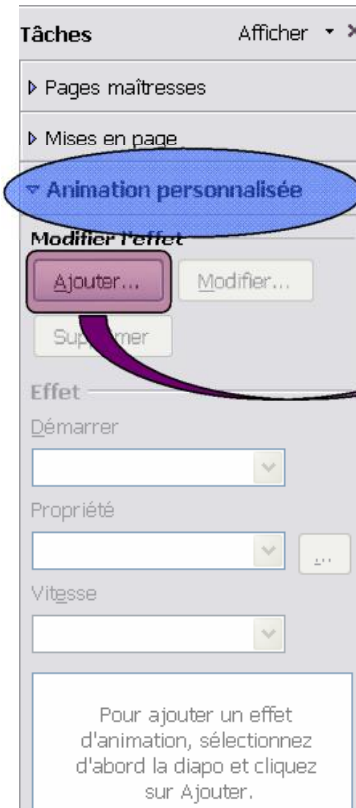 Tâches Afficher
Pages maîtresses
Mises en page
Animation personnalisée
Modifier l'effet
Ajouter... Modifier...
Effet
Démarrer
Propriété
...
Vitesse
Pour ajouter un effet
d'animation, sélectionnez
d'abord la diapo et cliquez
sur Ajouter.